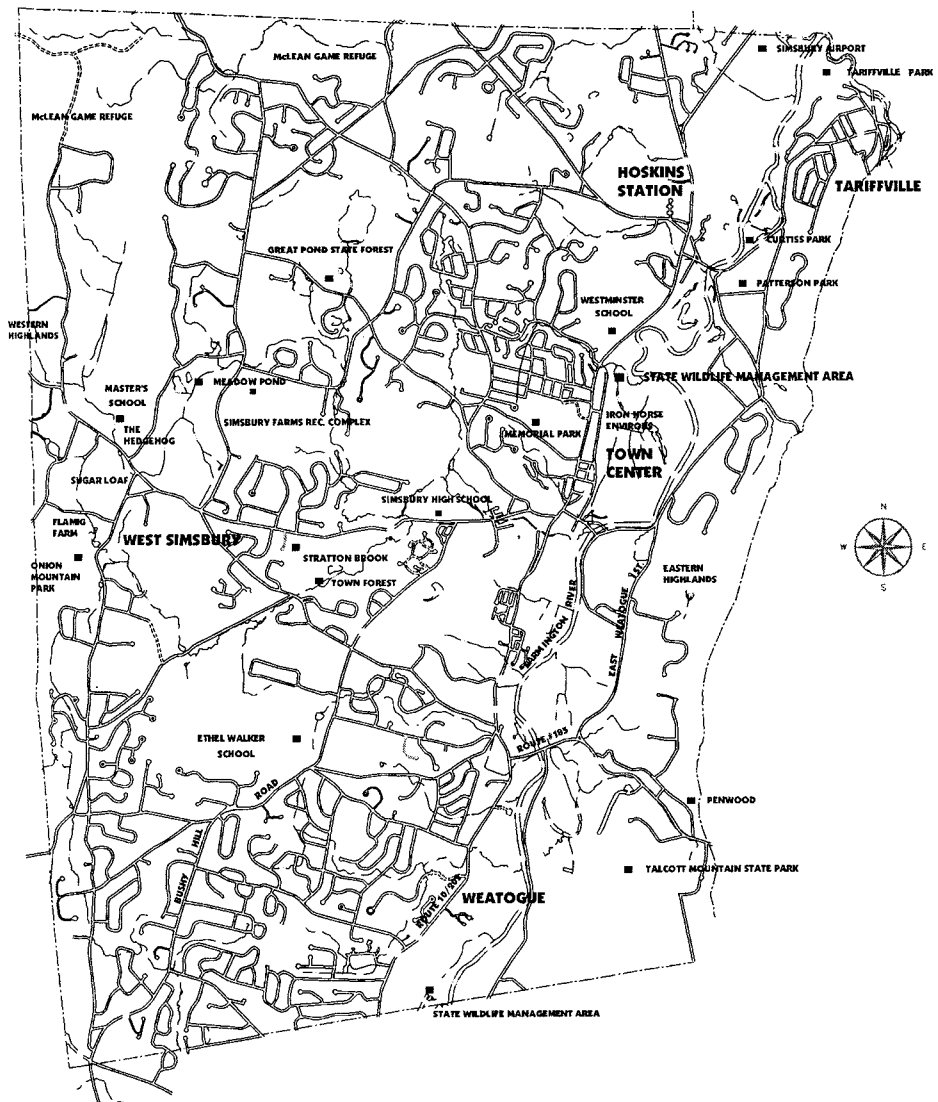 McLEAN GAME REFUGE
SIMSBURY AIRPORT
TARIFFVILLE PARK
McLEAN GAME REFUGE
HOSKINS
STATION
TARIFFVILLE
CURTISS PARK
GREAT POND STATE FOREST
PATTERSON PARK
WESTMINSTER
SCHOOL
WESTERN
HIGHLANDS
STATE WILDLIFE MANAGEMENT AREA
MEADOW POND
MASTER'S
SCHOOL
SIMSBURY FARMS REC. COMPLEX
IRON HORSE
ENVIRONS
THE
HEDGEHOG
MEMORIAL PARK
TOWN
CENTER
SUGAR LOAF
SIMSBURY HIGH SCHOOL
FLAMIG
FARM
WEST SIMSBURY
N
W
E
S
STRATTON BROOK
ONION
MOUNTAIN
PARK
TOWN FOREST
EASTERN
HIGHLANDS
FARMINGTON RIVER
EAST WEATOGUE ST.
ETHEL WALKER
SCHOOL
ROUTE #185
BUSHY HILL ROAD
PENWOOD
TALCOTT MOUNTAIN STATE PARK
ROUTE 10/202
WEATOGUE
STATE WILDLIFE MANAGEMENT AREA